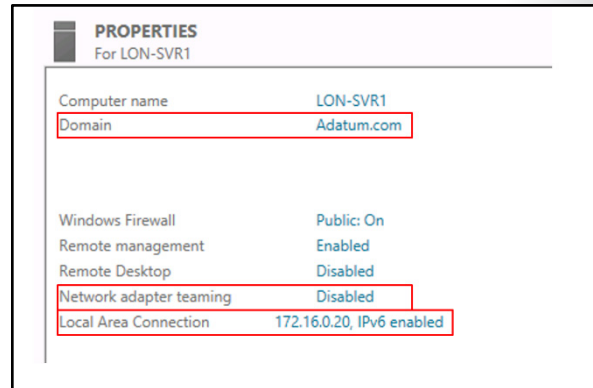 PROPERTIES
For LON-SVR1
Computer name LON-SVR1
Domain Adatum.com
Windows Firewall Public: On
Remote management Enabled
Remote Desktop Disabled
Network adapter teaming Disabled
Local Area Connection 172.16.0.20, IPv6 enabled